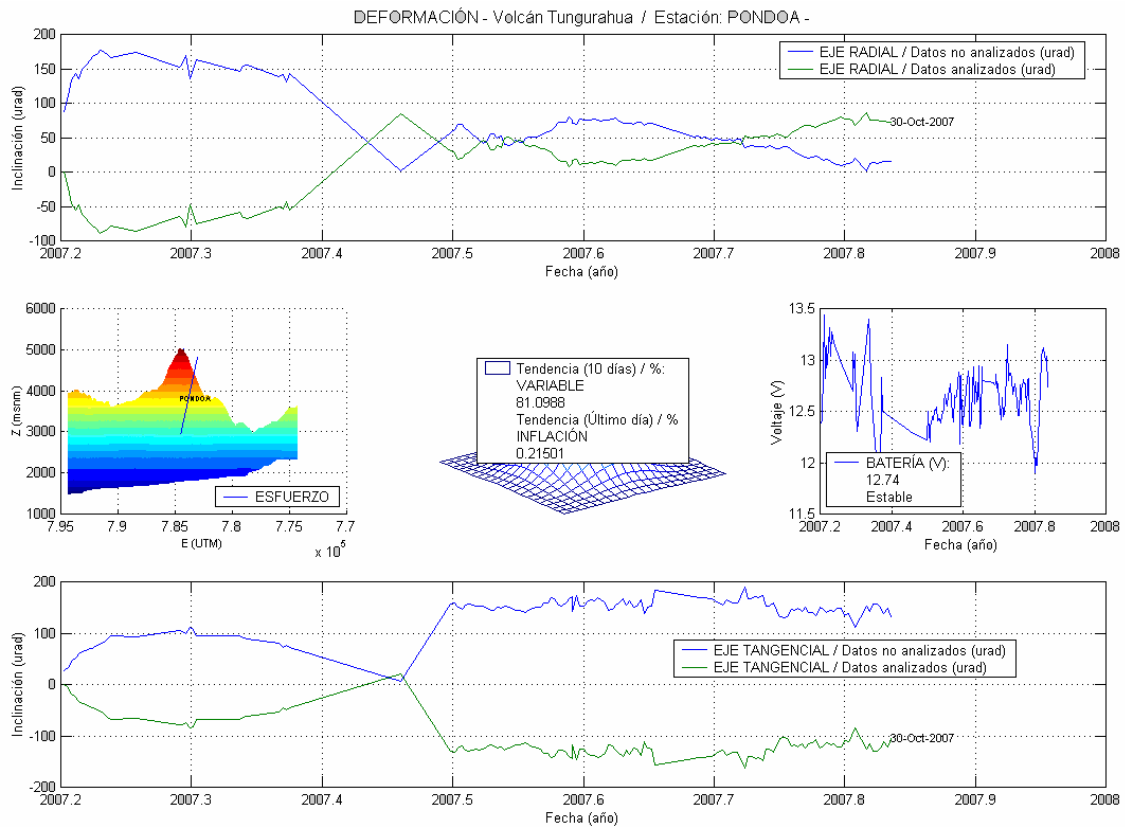 DEFORMACIÓN - Volcán Tungurahua / Estación: PONDOA -
200
150
100
50
0
-50
-100
Inclinación (urad)
EJE RADIAL / Datos no analizados (urad)
EJE RADIAL / Datos analizados (urad)
30-Oct-2007
2007.2 2007.3 2007.4 2007.5 2007.6 2007.7 2007.8 2007.9 2008
Fecha (año)
6000
5000
4000
3000
2000
1000
Z (msnm)
PONDOA
ESFUERZO
7.95 7.9 7.85 7.8 7.75 7.7
E (UTM)
x 10^5
Tendencia (10 días) / %:
VARIABLE
81.0988
Tendencia (Último día) / %
INFLACIÓN
0.21501
13.5
13
12.5
12
11.5
Voltaje (V)
BATERÍA (V):
12.74
Estable
2007.2 2007.4 2007.6 2007.8 2008
Fecha (año)
200
100
0
-100
-200
Inclinación (urad)
EJE TANGENCIAL / Datos no analizados (urad)
EJE TANGENCIAL / Datos analizados (urad)
30-Oct-2007
2007.2 2007.3 2007.4 2007.5 2007.6 2007.7 2007.8 2007.9 2008
Fecha (año)